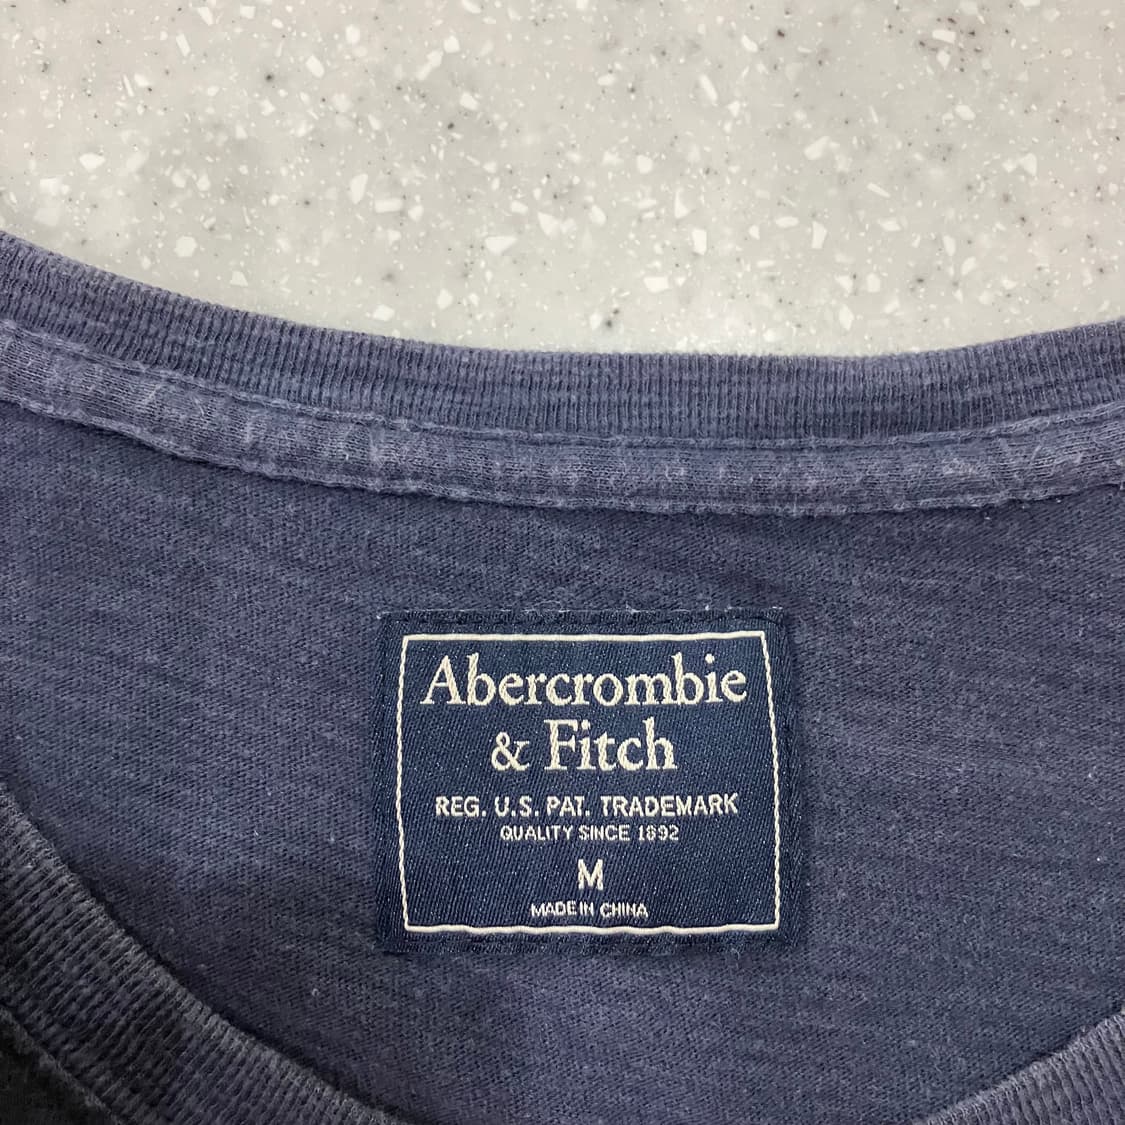 Abercrombie
& Fitch
REG. U.S. PAT. TRADEMARK
QUALITY SINCE 1892
M
MADE IN CHINA